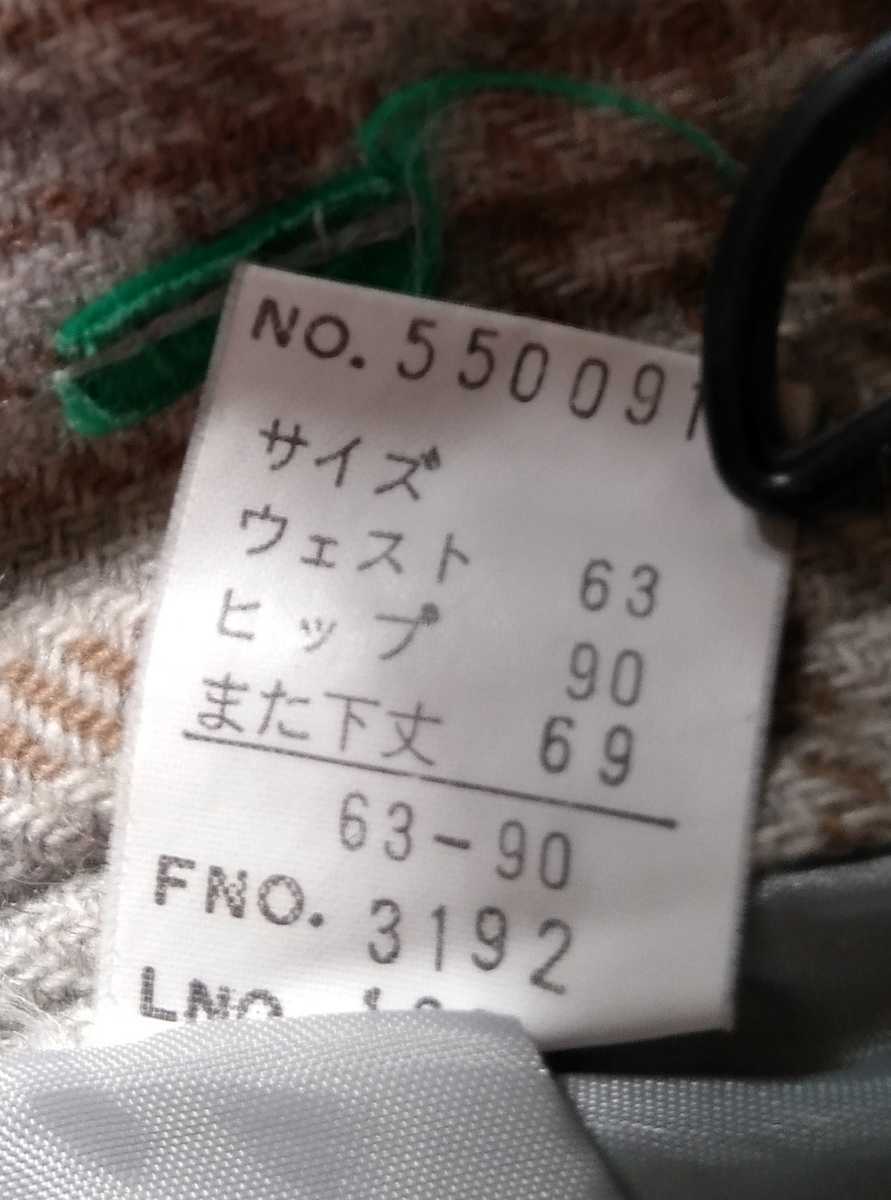 NO. 550091
サイズ
ウェスト 63
ヒップ 90
また下丈 69
63-90
FNO. 3192
LNO.